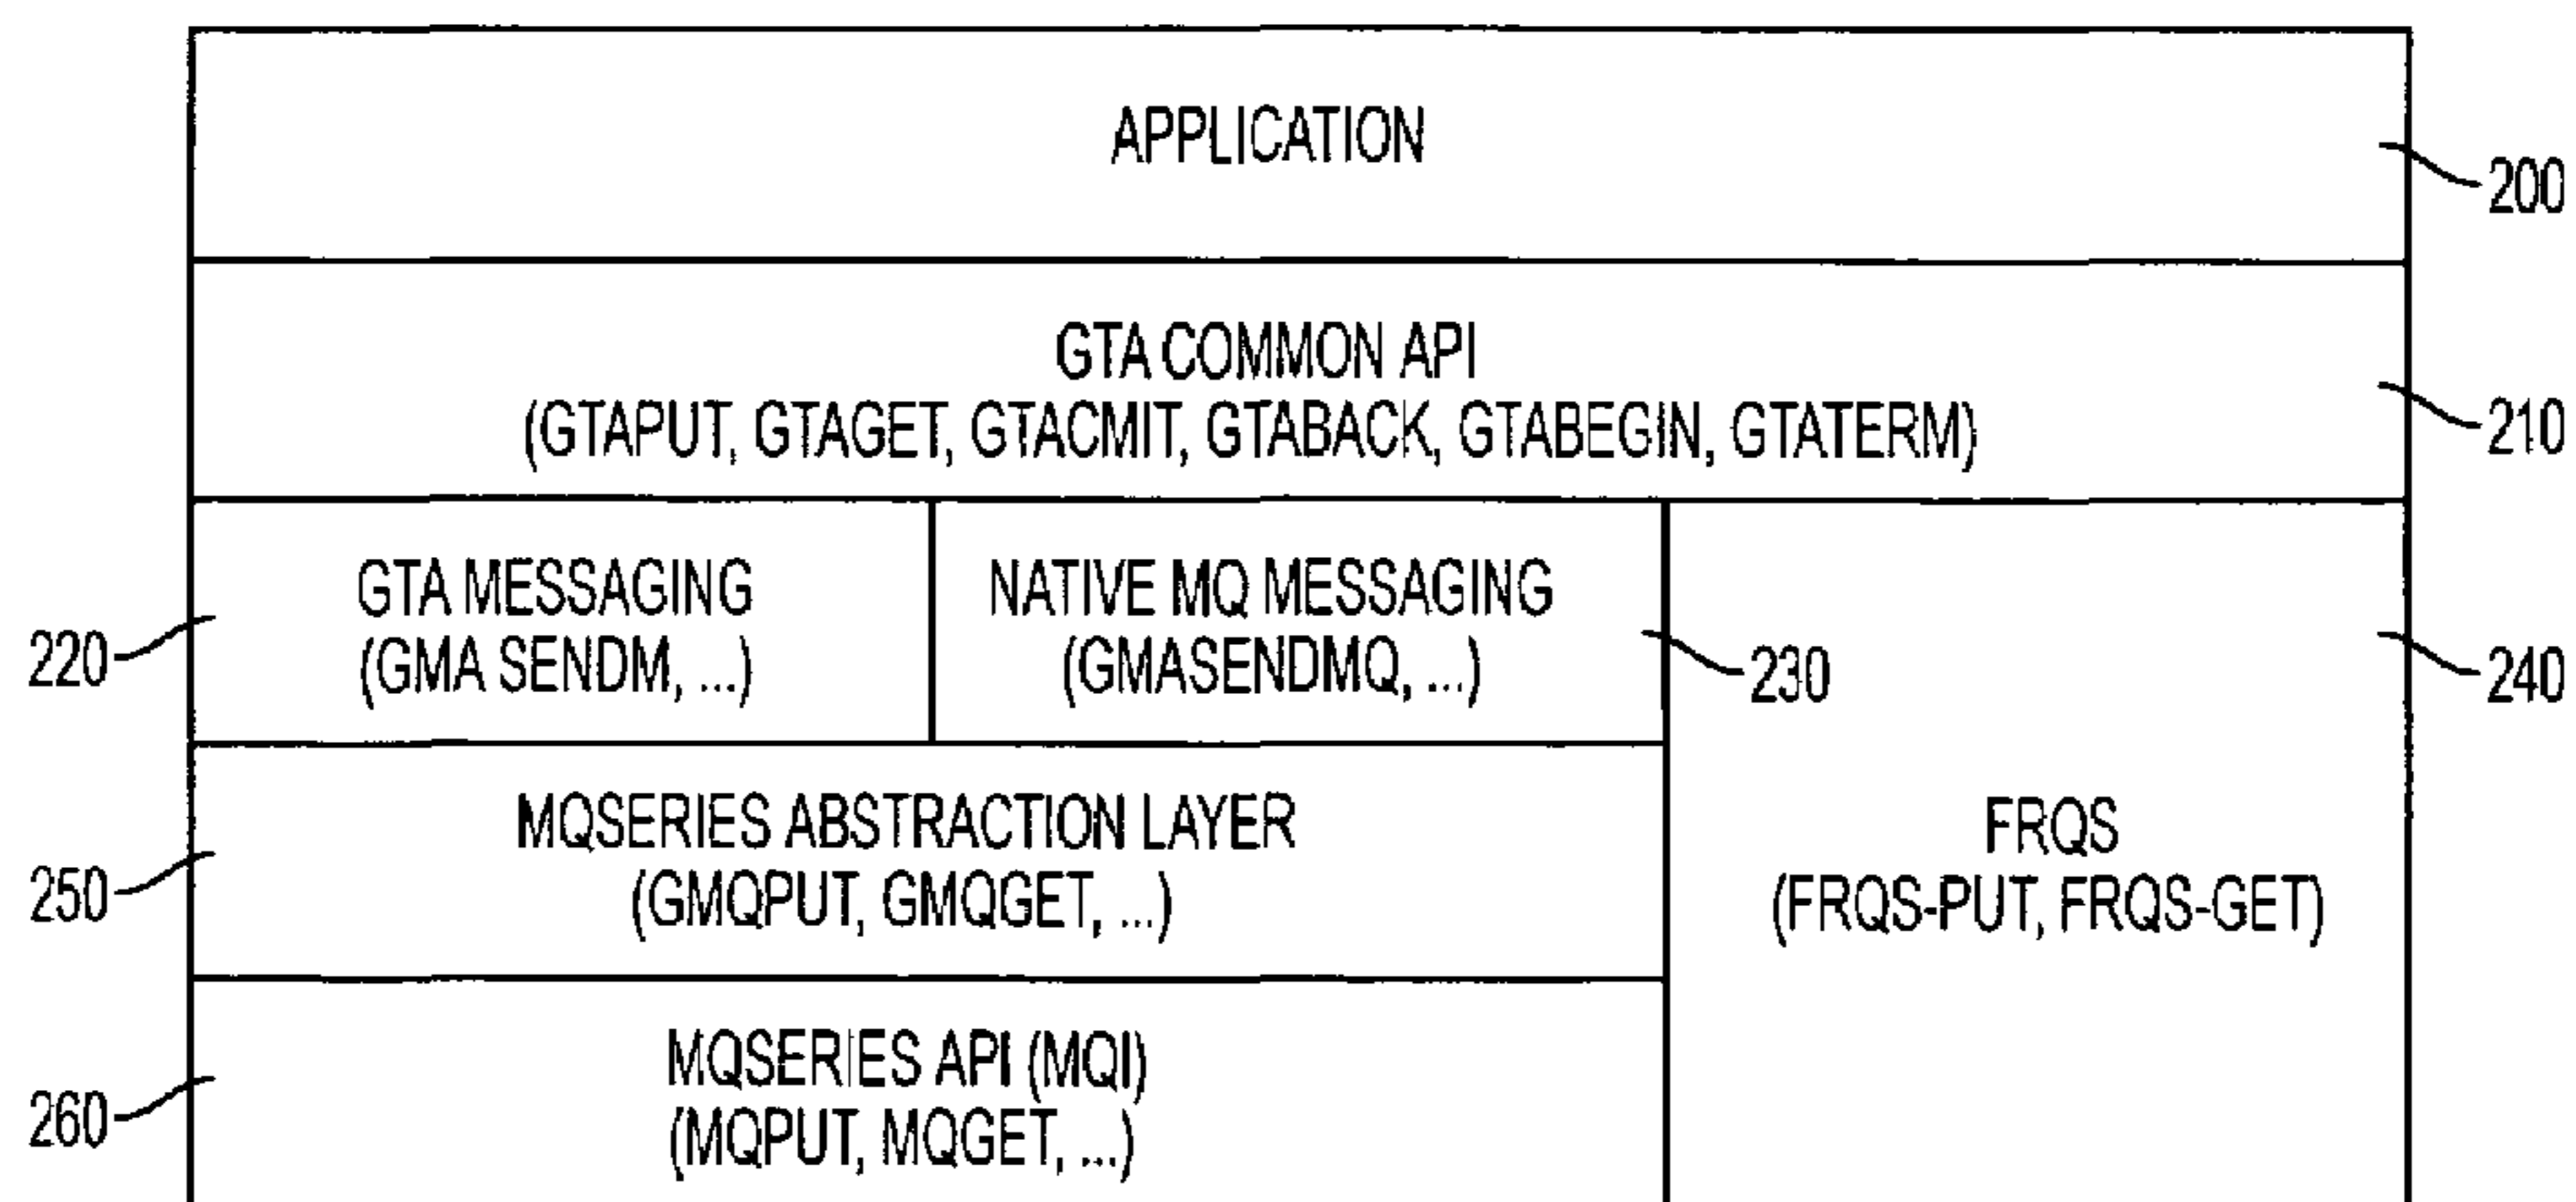 APPLICATION
200
GTA COMMON API
(GTAPUT, GTAGET, GTACMIT, GTABACK, GTABEGIN, GTATERM)
210
GTA MESSAGING
(GMA SENDM, ...)
220
NATIVE MQ MESSAGING
(GMASENDMQ, ...)
230
240
MQSERIES ABSTRACTION LAYER
(GMQPUT, GMQGET, ...)
250
FRQS
(FRQS-PUT, FRQS-GET)
MQSERIES API (MQI)
(MQPUT, MQGET, ...)
260